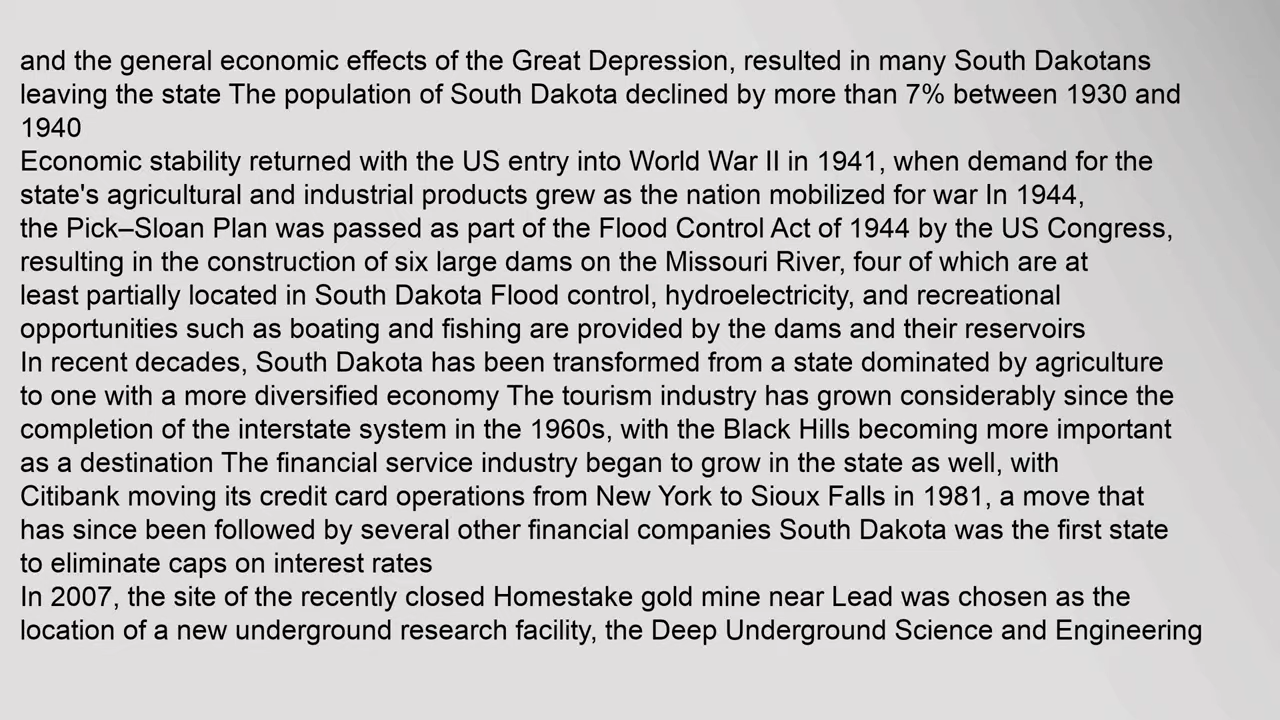 and the general economic effects of the Great Depression, resulted in many South Dakotans
leaving the state The population of South Dakota declined by more than 7% between 1930 and
1940
Economic stability returned with the US entry into World War II in 1941, when demand for the
state's agricultural and industrial products grew as the nation mobilized for war In 1944,
the Pick–Sloan Plan was passed as part of the Flood Control Act of 1944 by the US Congress,
resulting in the construction of six large dams on the Missouri River, four of which are at
least partially located in South Dakota Flood control, hydroelectricity, and recreational
opportunities such as boating and fishing are provided by the dams and their reservoirs
In recent decades, South Dakota has been transformed from a state dominated by agriculture
to one with a more diversified economy The tourism industry has grown considerably since the
completion of the interstate system in the 1960s, with the Black Hills becoming more important
as a destination The financial service industry began to grow in the state as well, with
Citibank moving its credit card operations from New York to Sioux Falls in 1981, a move that
has since been followed by several other financial companies South Dakota was the first state
to eliminate caps on interest rates
In 2007, the site of the recently closed Homestake gold mine near Lead was chosen as the
location of a new underground research facility, the Deep Underground Science and Engineering